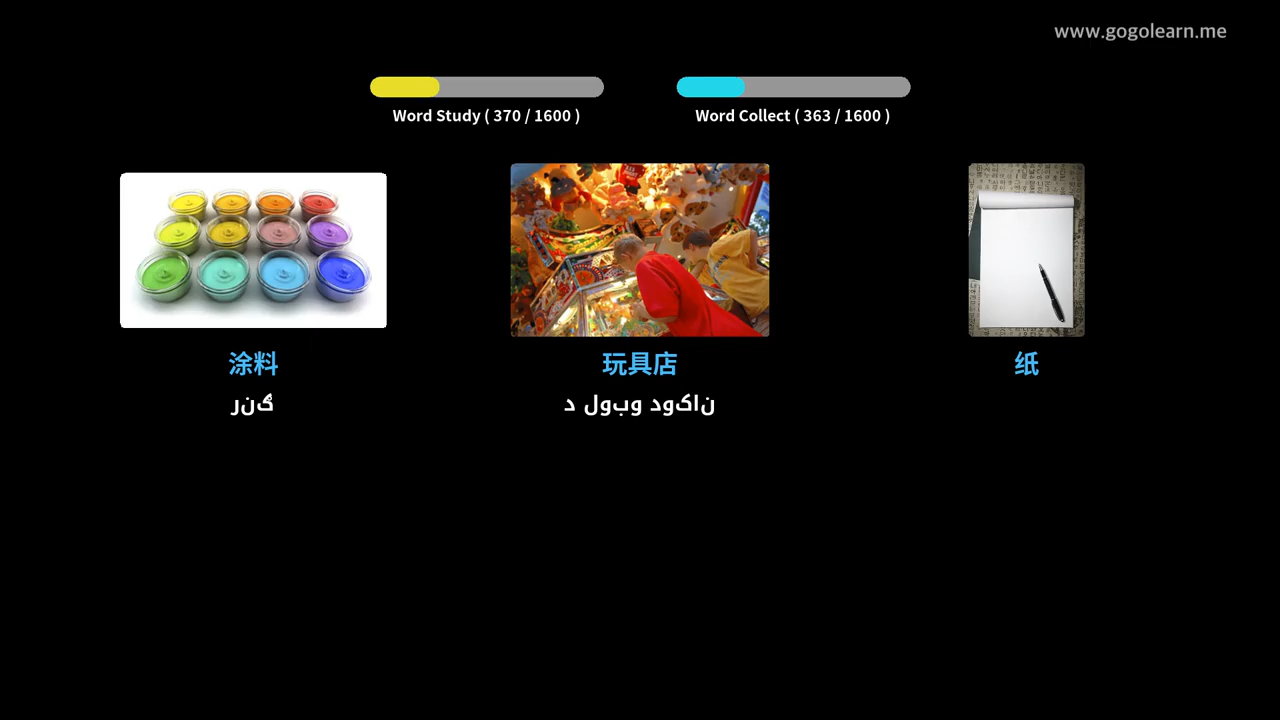 www.gogolearn.me
Word Study ( 370 / 1600 )
Word Collect ( 363 / 1600 )
涂料
玩具店
纸
رنګ
د لوبو دوکان